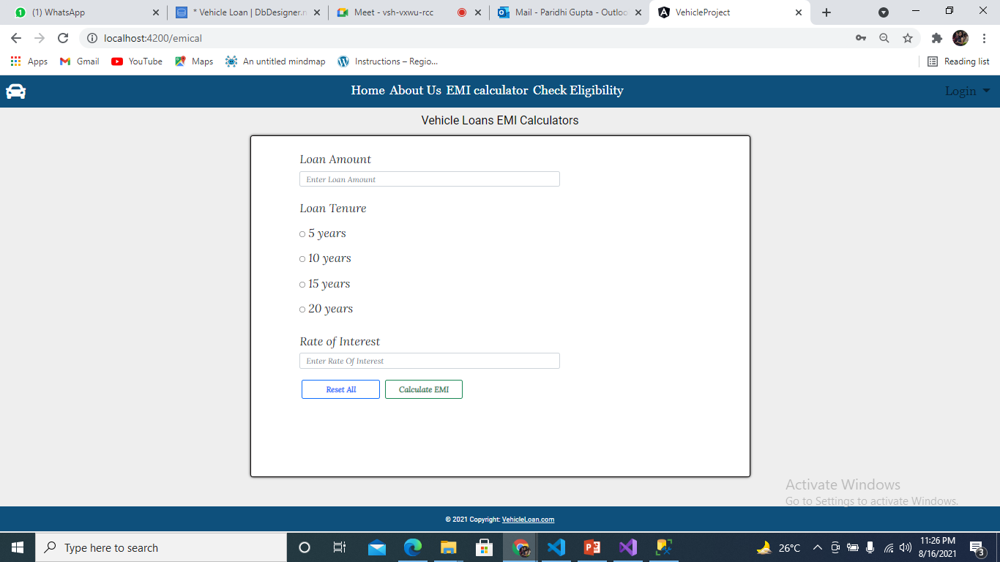 (1) WhatsApp
* Vehicle Loan | DbDesigner.n
Meet - vsh-vxwu-rcc
Mail - Paridhi Gupta - Outloo
VehicleProject
localhost:4200/emical
Apps
Gmail
YouTube
Maps
An untitled mindmap
Instructions – Regio...
Reading list
Home About Us EMI calculator Check Eligibility
Login
Vehicle Loans EMI Calculators
Loan Amount
Enter Loan Amount
Loan Tenure
5 years
10 years
15 years
20 years
Rate of Interest
Enter Rate Of Interest
Reset All
Calculate EMI
Activate Windows
Go to Settings to activate Windows.
© 2021 Copyright: VehicleLoan.com
Type here to search
26°C
11:26 PM
8/16/2021
3